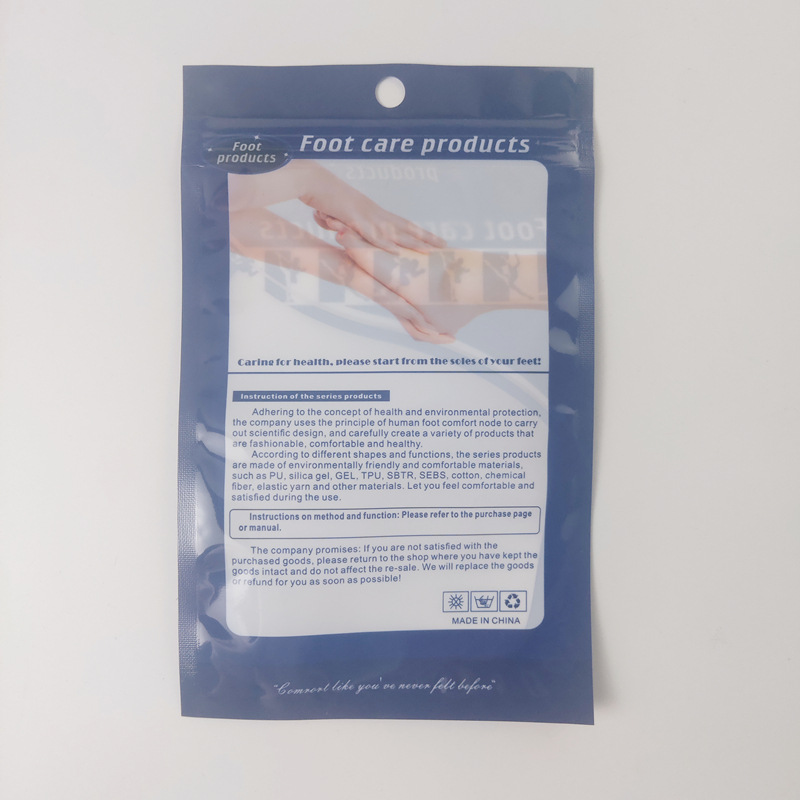 Foot
products
Foot care products
Caring for health, please start from the soles of your feet!
Instruction of the series products
Adhering to the concept of health and environmental protection,
the company uses the principle of human foot comfort node to carry
out scientific design, and carefully create a variety of products that
are fashionable, comfortable and healthy.
According to different shapes and functions, the series products
are made of environmentally friendly and comfortable materials,
such as PU, silica gel, GEL, TPU, SBTR, SEBS, cotton, chemical
fiber, elastic yarn and other materials. Let you feel comfortable and
satisfied during the use.
Instructions on method and function: Please refer to the purchase page
or manual.
The company promises: If you are not satisfied with the
purchased goods, please return to the shop where you have kept the
goods intact and do not affect the re-sale. We will replace the goods
or refund for you as soon as possible!
MADE IN CHINA
"Comfort like you've never felt before"